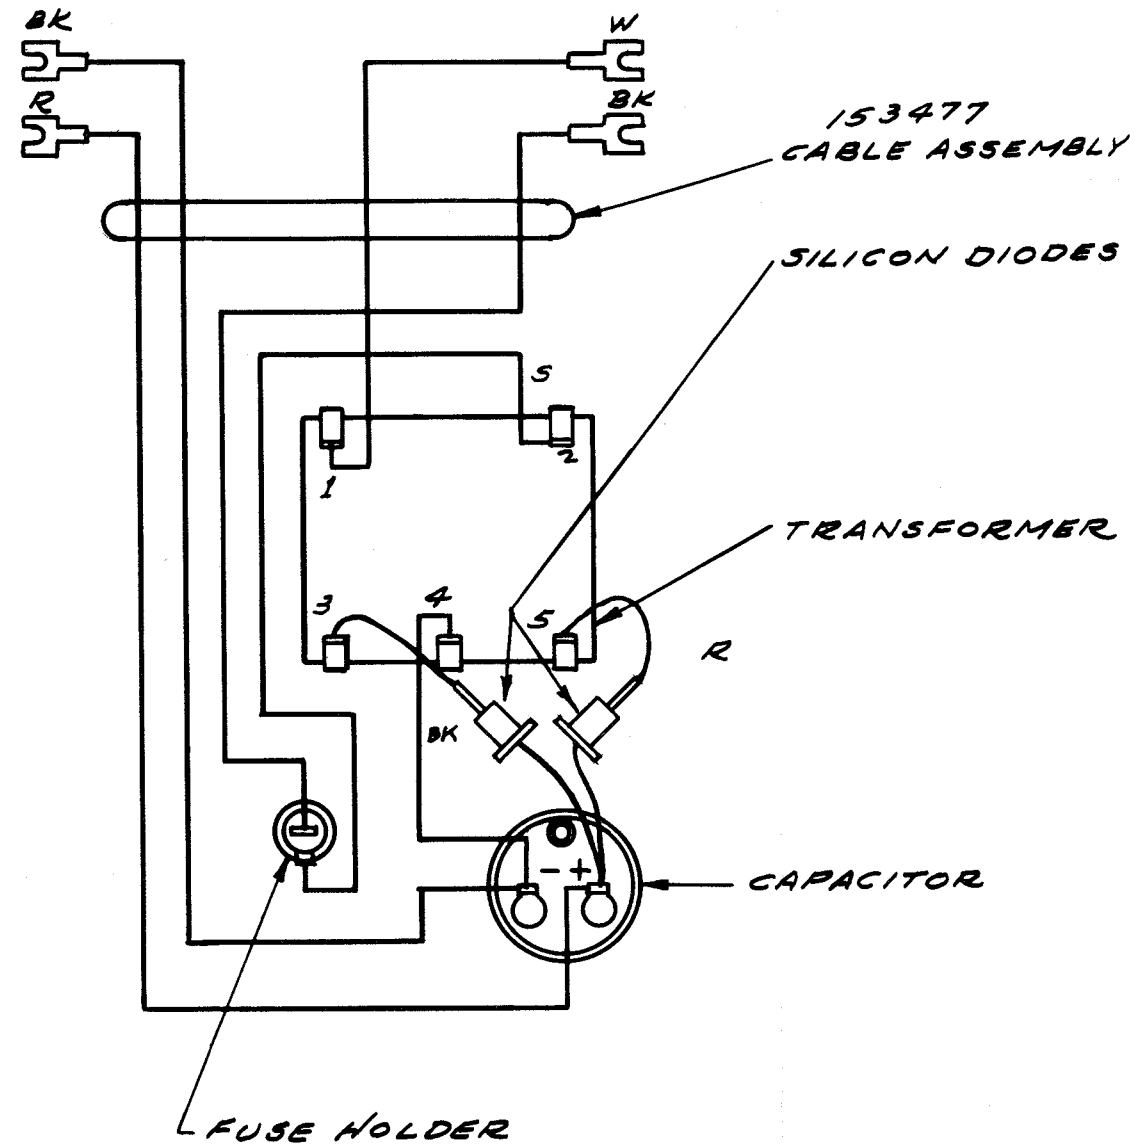 BK
W
R
BK
153477
CABLE ASSEMBLY
SILICON DIODES
S
2
1
TRANSFORMER
3
4
5
R
BK
- +
CAPACITOR
FUSE HOLDER